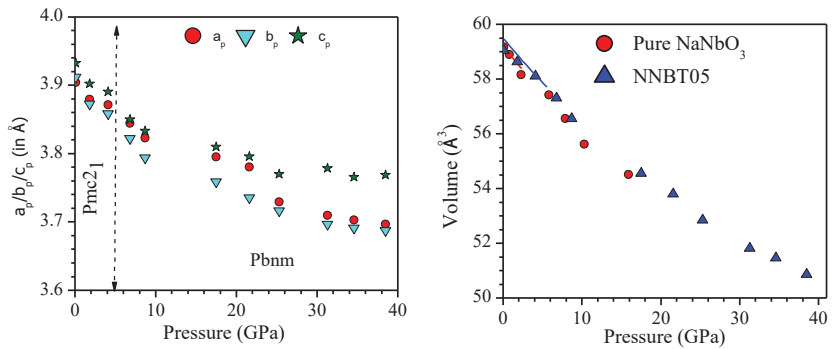 4.0
3.9
3.8
3.7
3.6
a_p/b_p/c_p (in Å)
a_p b_p c_p
Pmc2_1
Pbnm
0 10 20 30 40
Pressure (GPa)
60
58
56
54
52
50
Volume (Å^3)
Pure NaNbO_3
NNBT05
0 10 20 30 40
Pressure (GPa)